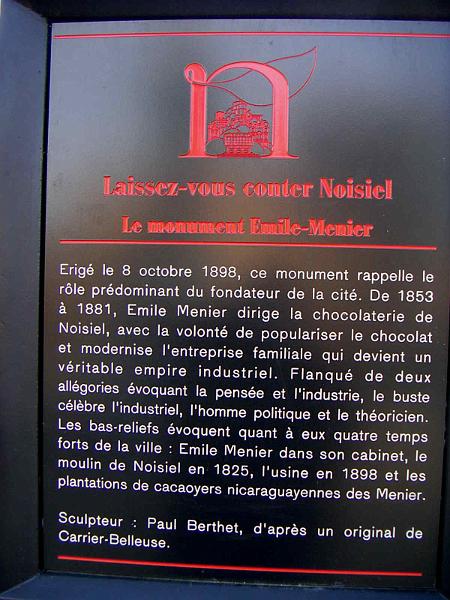 n
Laissez-vous conter Noisiel
Le monument Emile-Menier
Erigé le 8 octobre 1898, ce monument rappelle le
rôle prédominant du fondateur de la cité. De 1853
à 1881, Emile Menier dirige la chocolaterie de
Noisiel, avec la volonté de populariser le chocolat
et modernise l'entreprise familiale qui devient un
véritable empire industriel. Flanqué de deux
allégories évoquant la pensée et l'industrie, le buste
célèbre l'industriel, l'homme politique et le théoricien.
Les bas-reliefs évoquent quant à eux quatre temps
forts de la ville : Emile Menier dans son cabinet, le
moulin de Noisiel en 1825, l'usine en 1898 et les
plantations de cacaoyers nicaraguayennes des Menier.
Sculpteur : Paul Berthet, d'après un original de
Carrier-Belleuse.